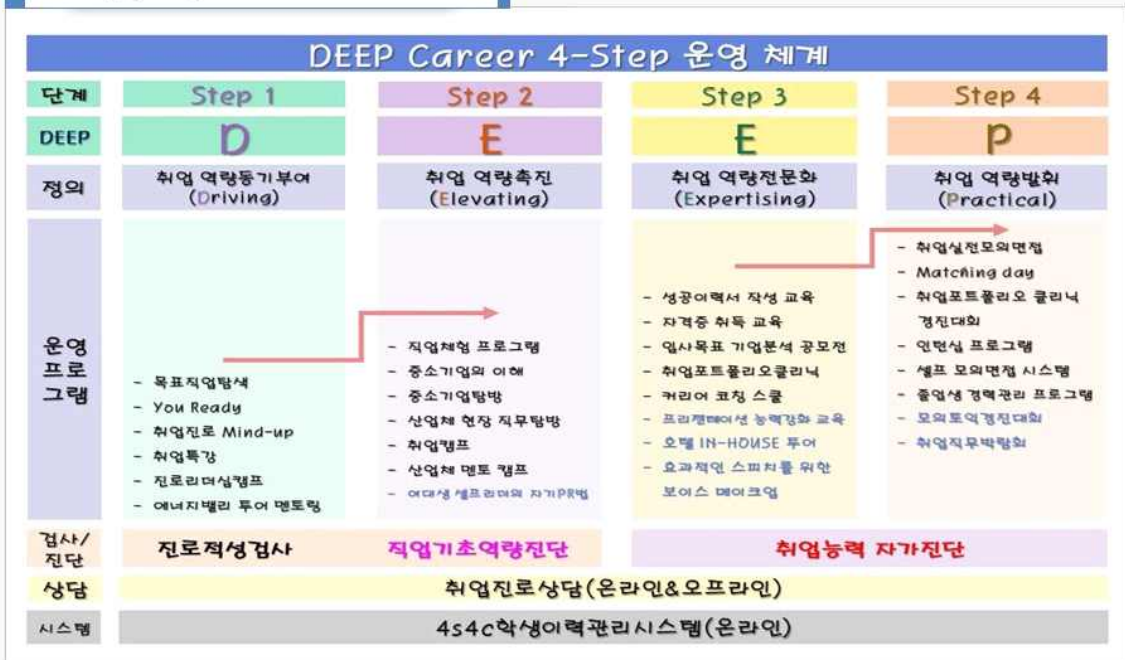 DEEP Career 4-Step 운영 체계
단계
Step 1
Step 2
Step 3
Step 4
DEEP
D
E
E
P
정의
취업 역량동기부여
(Driving)
취업 역량촉진
(Elevating)
취업 역량전문화
(Expertising)
취업 역량발휘
(Practical)
운영
프로
그램
- 목표직업탐색
- You Ready
- 취업진로 Mind-up
- 취업특강
- 진로리더십캠프
- 에너지밸리 투어 멘토링
- 직업체험 프로그램
- 중소기업의 이해
- 중소기업탐방
- 산업체 현장 직무탐방
- 취업캠프
- 산업체 멘토 캠프
- 여대생 셀프리더의 자기PR법
- 성공이력서 작성 교육
- 자격증 취득 교육
- 입사목표 기업분석 공모전
- 취업포트폴리오클리닉
- 커리어 코칭 스쿨
- 프리젠테이션 능력강화 교육
- 호텔 IN-HOUSE 투어
- 효과적인 스피치를 위한
보이스 메이크업
- 취업실전모의면접
- Matching day
- 취업포트폴리오 클리닉
경진대회
- 인턴십 프로그램
- 셀프 모의면접 시스템
- 졸업생 경력관리 프로그램
- 모의토익경진대회
- 취업직무박람회
검사/
진단
진로적성검사
직업기초역량진단
취업능력 자가진단
상담
취업진로상담(온라인&오프라인)
시스템
4s4c학생이력관리시스템(온라인)